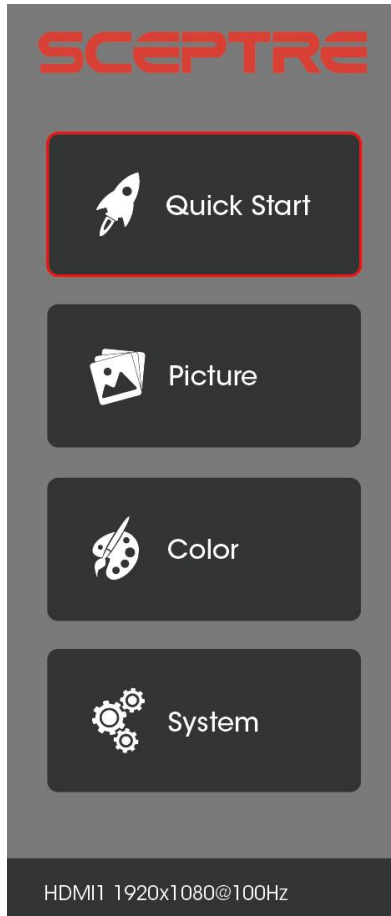 SCEPTRE
Quick Start
Picture
Color
System
HDMI1 1920x1080@100Hz